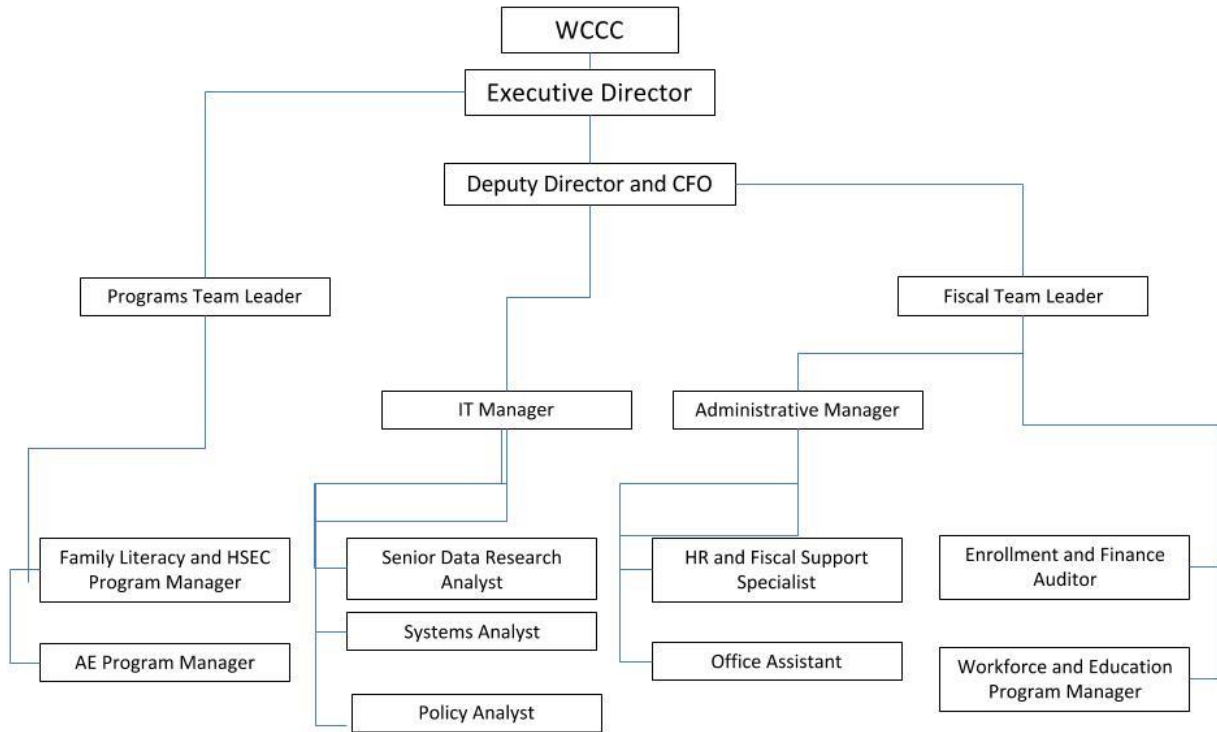 WCCC
Executive Director
Deputy Director and CFO
Programs Team Leader
Fiscal Team Leader
IT Manager
Administrative Manager
Family Literacy and HSEC
Program Manager
Senior Data Research
Analyst
HR and Fiscal Support
Specialist
Enrollment and Finance
Auditor
Systems Analyst
AE Program Manager
Office Assistant
Workforce and Education
Program Manager
Policy Analyst